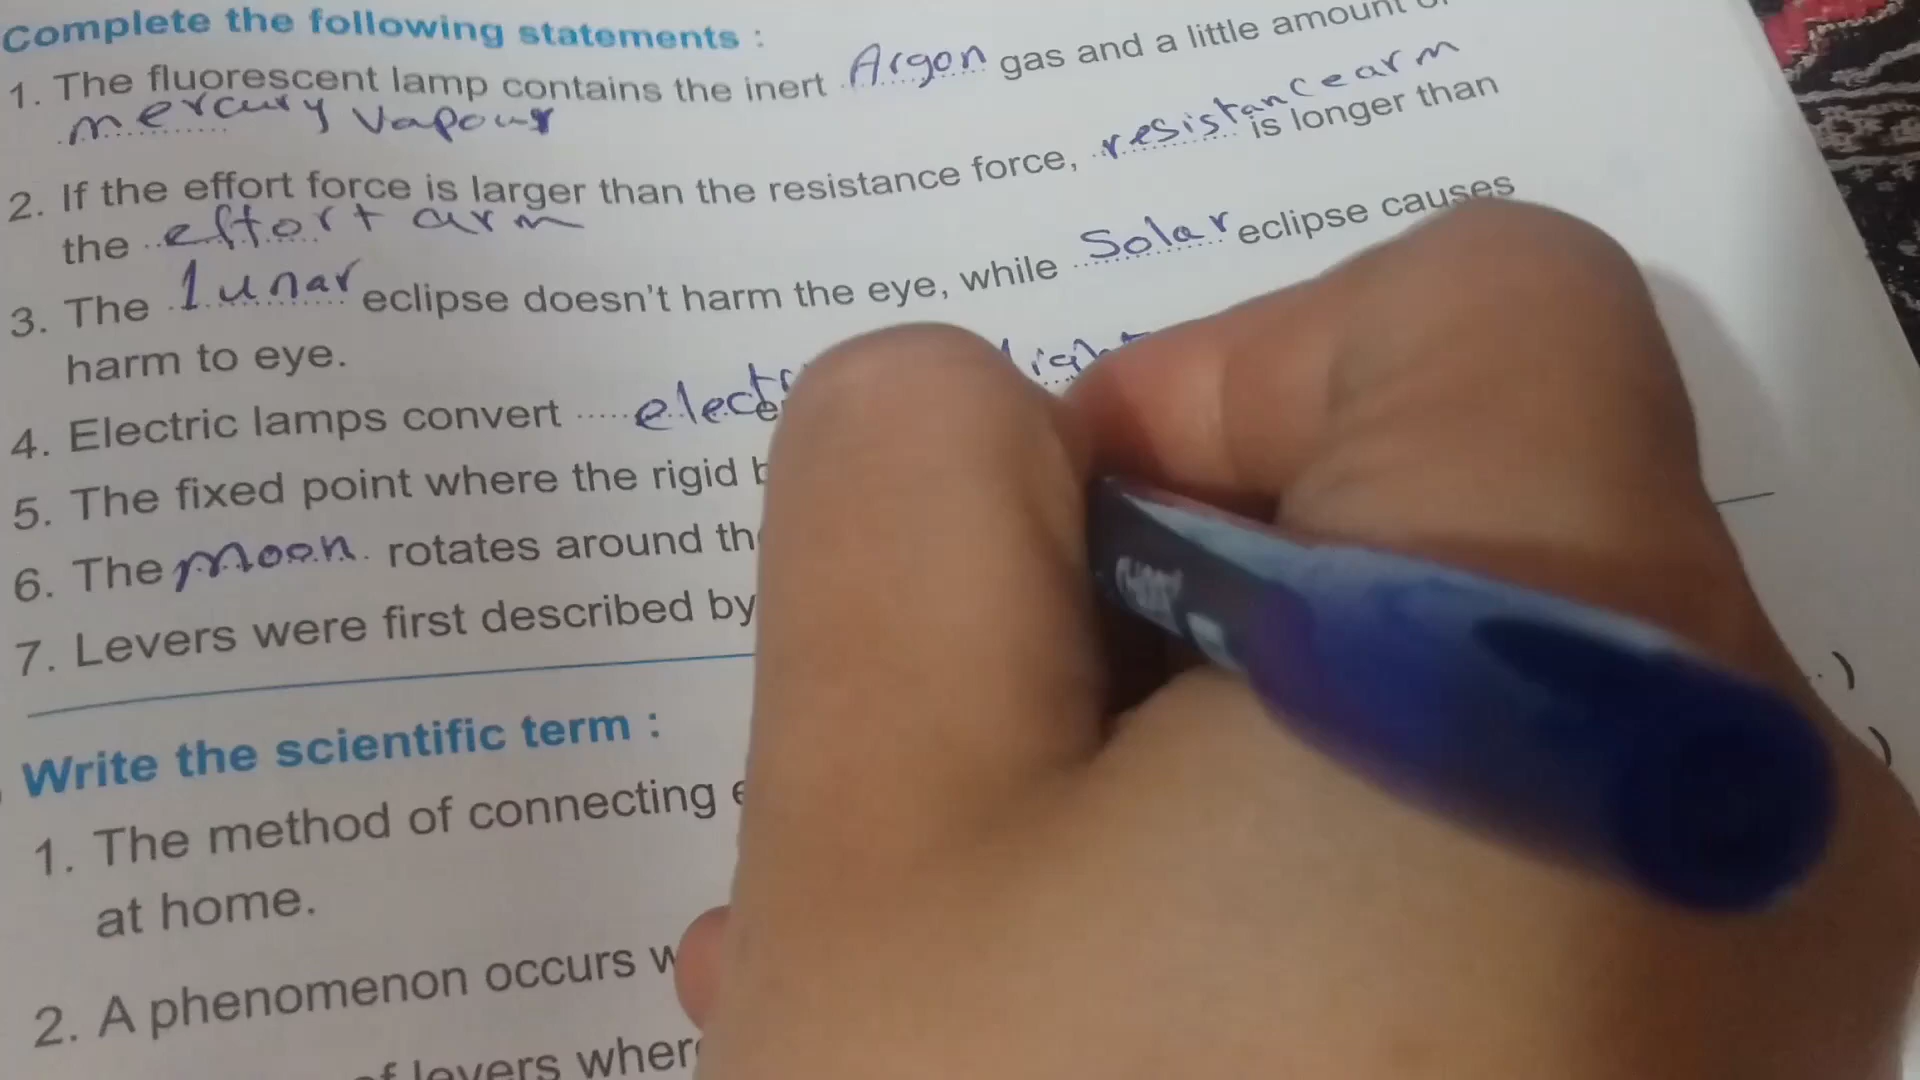 Complete the following statements :
1. The fluorescent lamp contains the inert Argon gas and a little amount
mercury vapour
2. If the effort force is larger than the resistance force, resistance arm is longer than
the effort arm
3. The lunar eclipse doesn't harm the eye, while Solar eclipse causes
harm to eye.
4. Electric lamps convert
5. The fixed point where the rigid
6. The moon rotates around
7. Levers were first described by
Write the scientific term :
1. The method of connecting
at home.
2. A phenomenon occurs
of levers